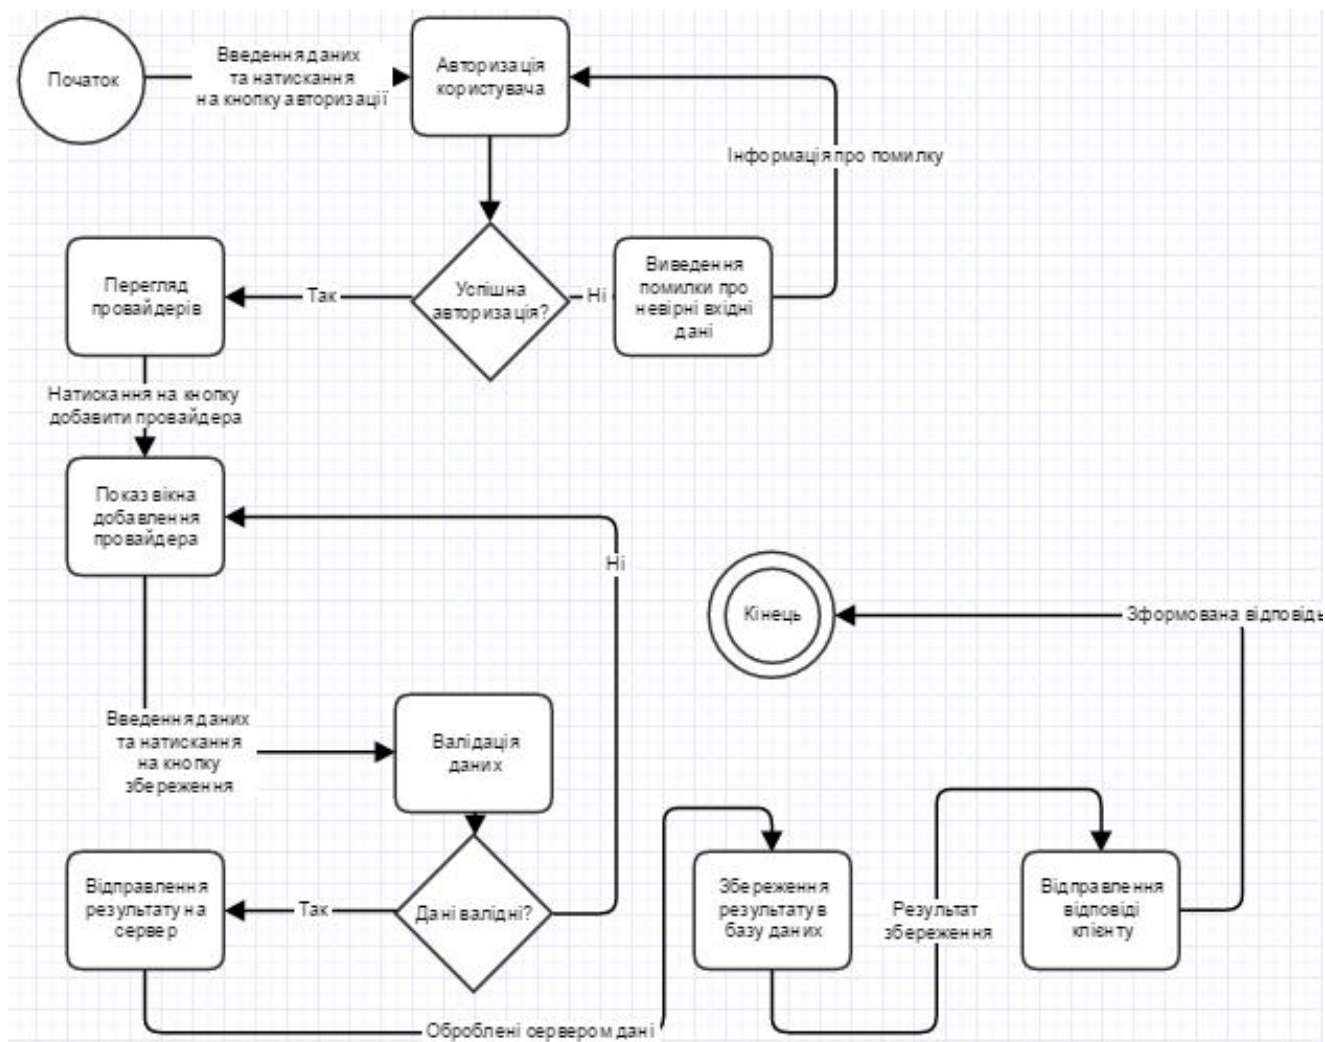 Початок
Введення даних
та натискання
на кнопку авторизації
Авторизація
користувача
Інформація про помилку
Перегляд
провайдерів
Так
Успішна
авторизація?
Ні
Виведення
помилки про
невірні вхідні
дані
Натискання на кнопку
добавити провайдера
Показ вікна
добавлення
провайдера
Ні
Кінець
Зформована відповідь
Введення даних
та натискання
на кнопку
збереження
Валідація
даних
Відправлення
результату на
сервер
Так
Дані валідні?
Збереження
результату в
базу даних
Результат
збереження
Відправлення
відповіді
клієнту
Оброблені сервером дані